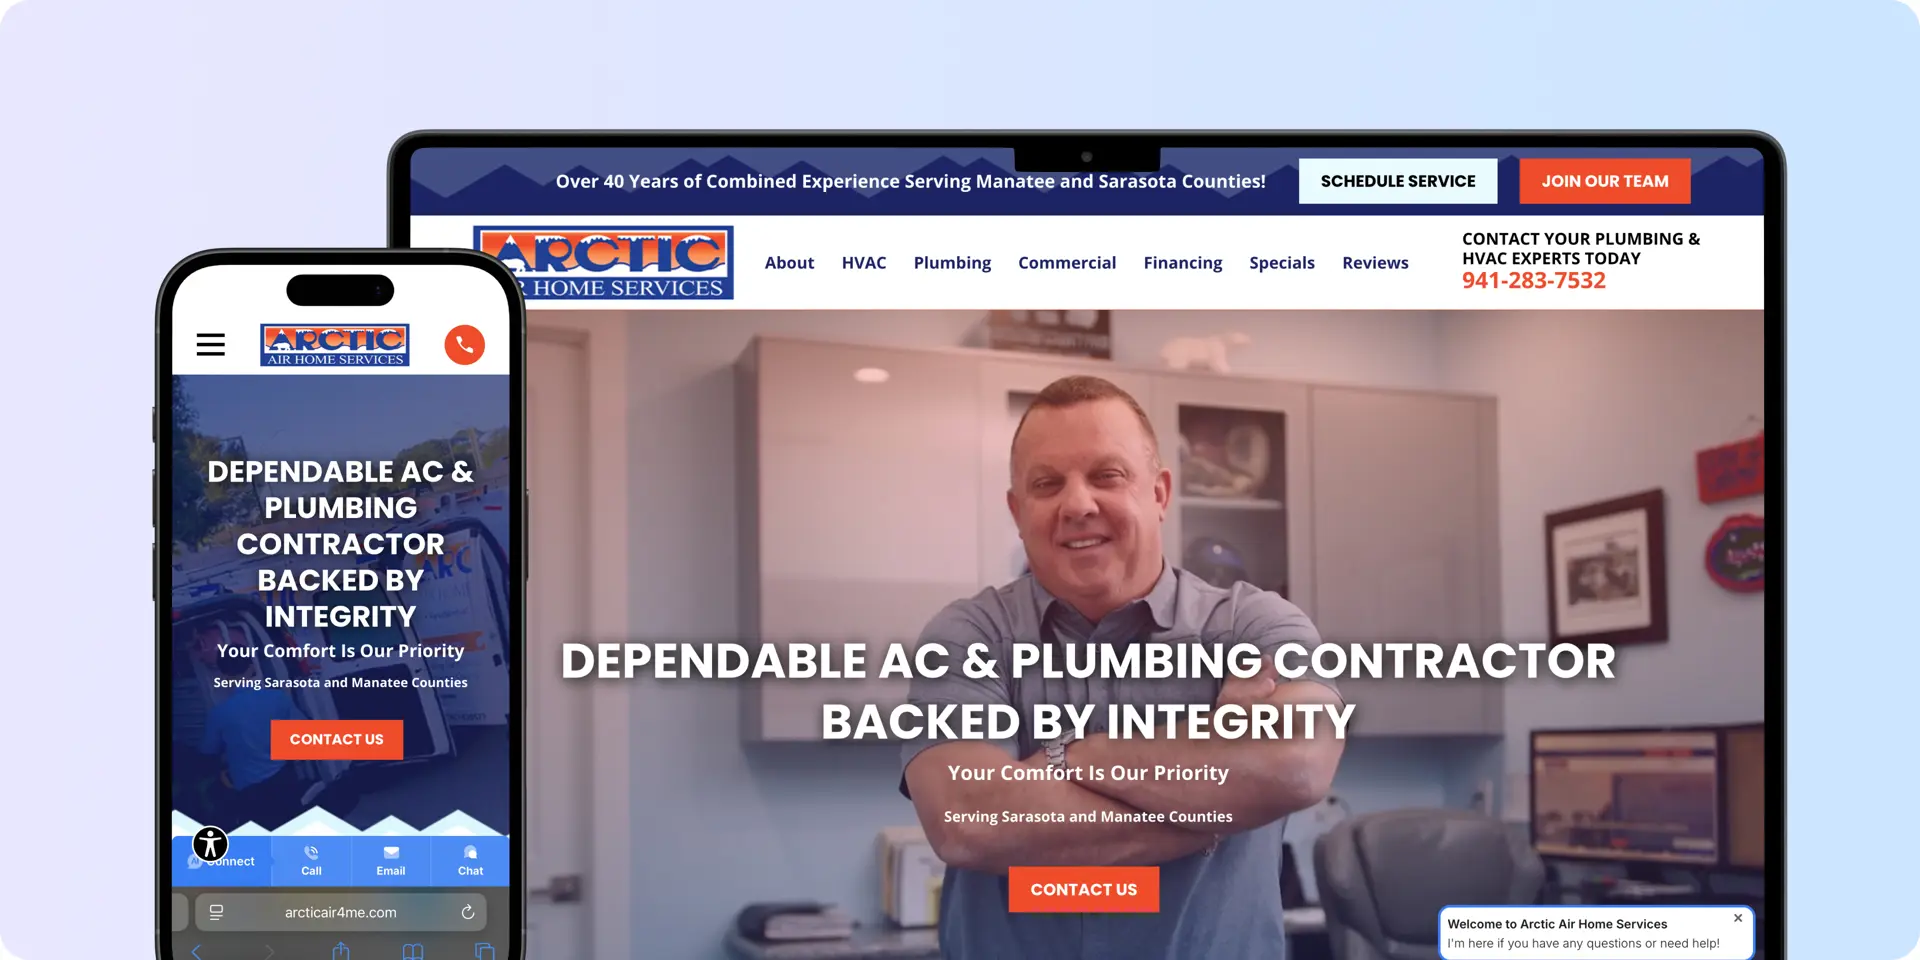 Over 40 Years of Combined Experience Serving Manatee and Sarasota Counties!
SCHEDULE SERVICE
JOIN OUR TEAM
ARCTIC
AIR HOME SERVICES
About
HVAC
Plumbing
Commercial
Financing
Specials
Reviews
CONTACT YOUR PLUMBING &
HVAC EXPERTS TODAY
941-283-7532
DEPENDABLE AC & PLUMBING CONTRACTOR
BACKED BY INTEGRITY
Your Comfort Is Our Priority
Serving Sarasota and Manatee Counties
CONTACT US
Welcome to Arctic Air Home Services
I'm here if you have any questions or need help!
ARCTIC
AIR HOME SERVICES
DEPENDABLE AC &
PLUMBING
CONTRACTOR
BACKED BY
INTEGRITY
Your Comfort Is Our Priority
Serving Sarasota and Manatee Counties
CONTACT US
Connect
Call
Email
Chat
arcticair4me.com